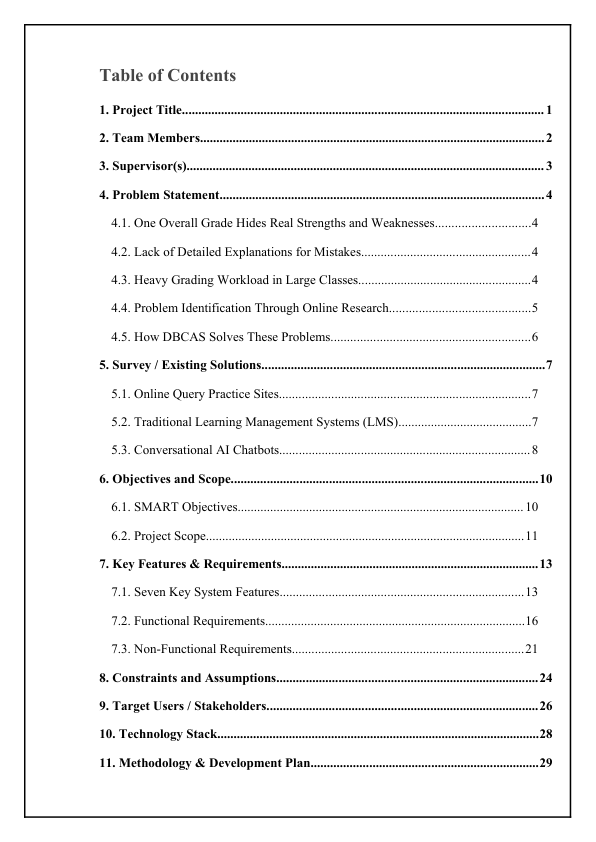 Table of Contents
1. Project Title........................................................................................................... 1
2. Team Members......................................................................................................2
3. Supervisor(s)..........................................................................................................3
4. Problem Statement................................................................................................4
4.1. One Overall Grade Hides Real Strengths and Weaknesses.............................4
4.2. Lack of Detailed Explanations for Mistakes....................................................4
4.3. Heavy Grading Workload in Large Classes.....................................................4
4.4. Problem Identification Through Online Research...........................................5
4.5. How DBCAS Solves These Problems.............................................................6
5. Survey / Existing Solutions...................................................................................7
5.1. Online Query Practice Sites.............................................................................7
5.2. Traditional Learning Management Systems (LMS).........................................7
5.3. Conversational AI Chatbots.............................................................................8
6. Objectives and Scope...........................................................................................10
6.1. SMART Objectives........................................................................................10
6.2. Project Scope..................................................................................................11
7. Key Features & Requirements............................................................................13
7.1. Seven Key System Features...........................................................................13
7.2. Functional Requirements................................................................................16
7.3. Non-Functional Requirements........................................................................21
8. Constraints and Assumptions..............................................................................24
9. Target Users / Stakeholders.................................................................................26
10. Technology Stack................................................................................................28
11. Methodology & Development Plan...................................................................29